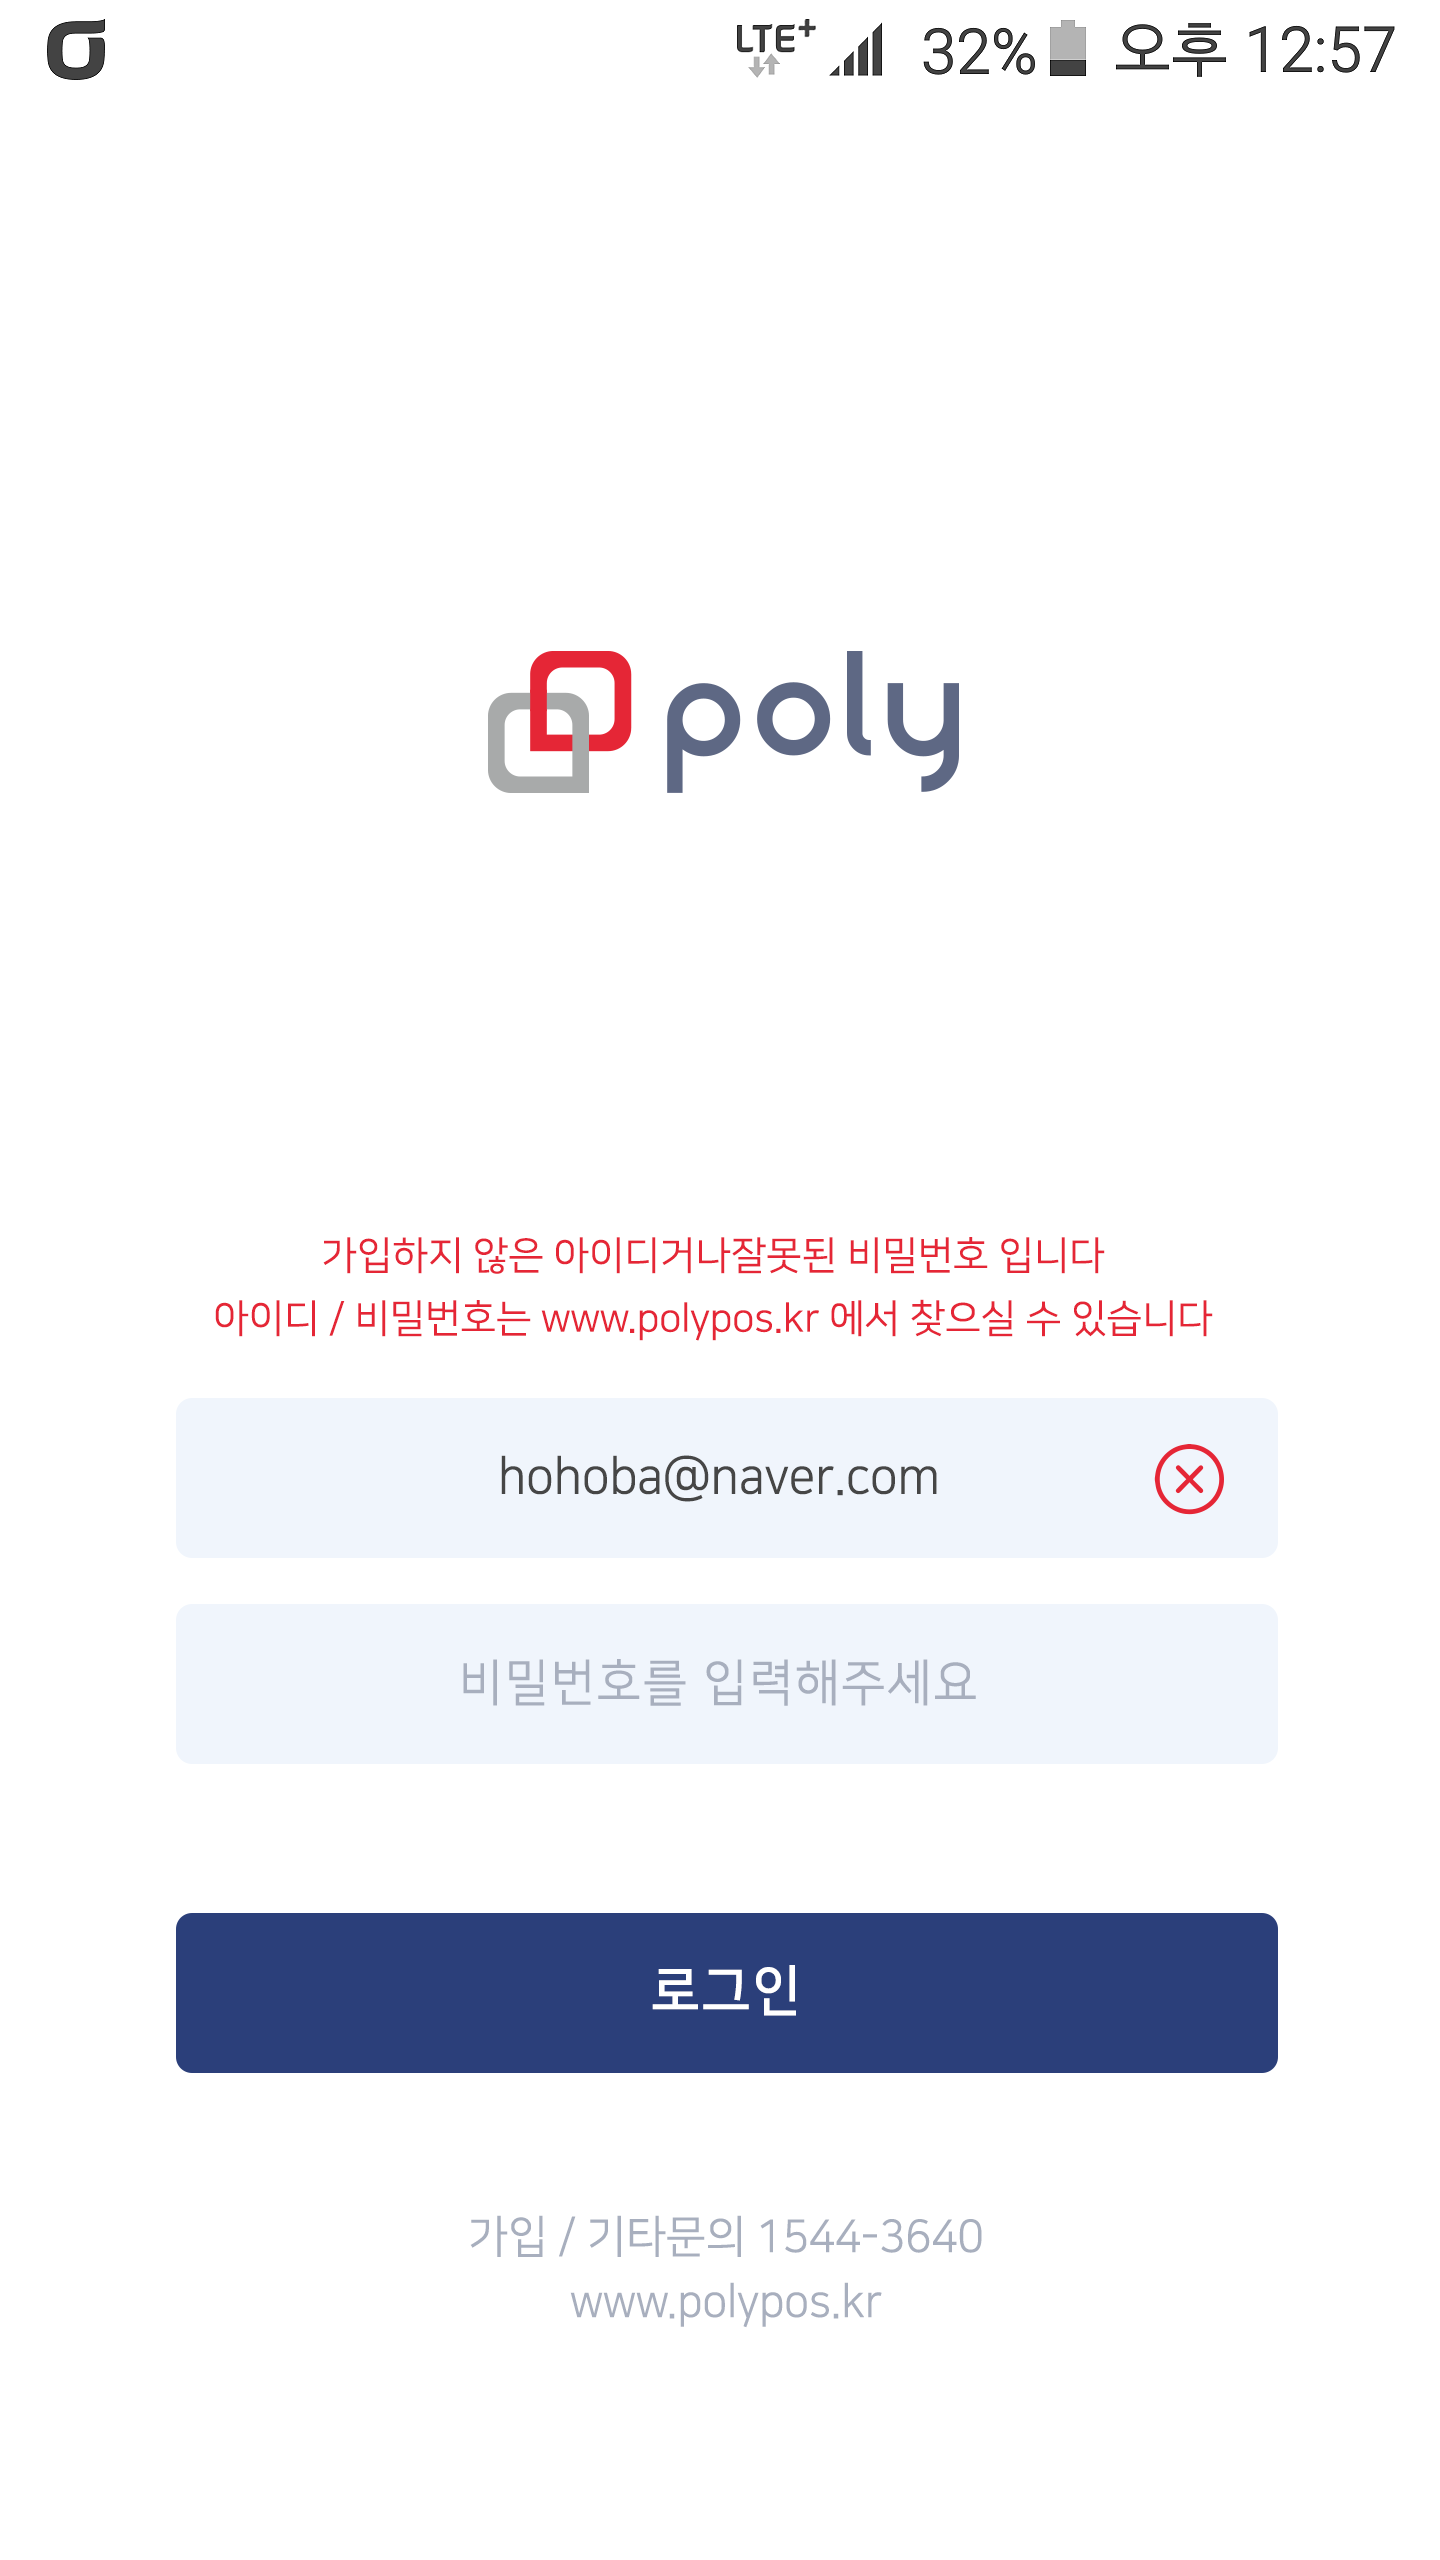 LTE+ 32% 오후 12:57
poly
가입하지 않은 아이디거나잘못된 비밀번호 입니다
아이디 / 비밀번호는 www.polypos.kr 에서 찾으실 수 있습니다
hohoba@naver.com
비밀번호를 입력해주세요
로그인
가입 / 기타문의 1544-3640
www.polypos.kr